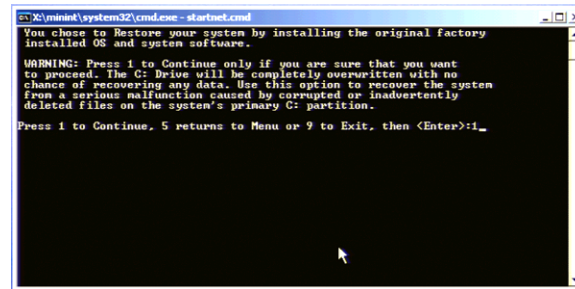 X:\minint\system32\cmd.exe - startnet.cmd
You chose to Restore your system by installing the original factory
installed OS and system software.
WARNING: Press 1 to Continue only if you are sure that you want
to proceed. The C: Drive will be completely overwritten with no
chance of recovering any data. Use this option to recover the system
from a serious malfunction caused by corrupted or inadvertently
deleted files on the system's primary C: partition.
Press 1 to Continue, 5 returns to Menu or 9 to Exit, then <Enter>:1_